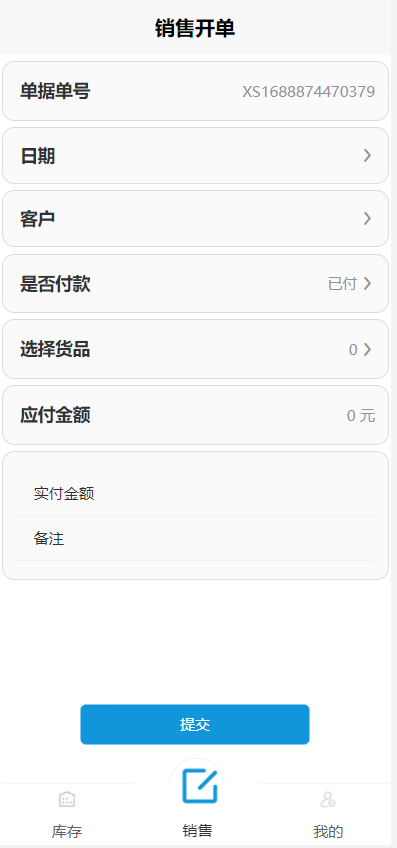 销售开单
单据单号 XS1688874470379
日期
客户
是否付款 已付
选择货品 0
应付金额 0 元
实付金额
备注
提交
库存 销售 我的